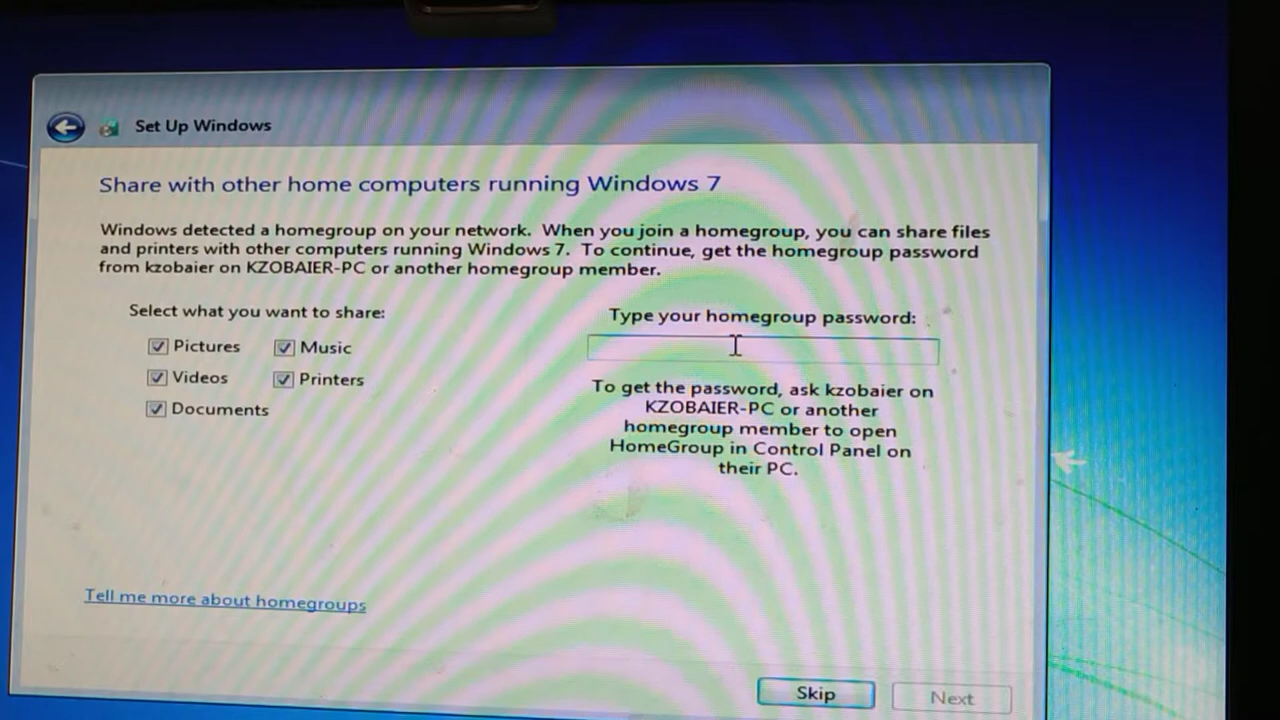 Set Up Windows
Share with other home computers running Windows 7
Windows detected a homegroup on your network. When you join a homegroup, you can share files
and printers with other computers running Windows 7. To continue, get the homegroup password
from kzobaier on KZOBAIER-PC or another homegroup member.
Select what you want to share:
Pictures
Music
Videos
Printers
Documents
Type your homegroup password:
To get the password, ask kzobaier on
KZOBAIER-PC or another
homegroup member to open
HomeGroup in Control Panel on
their PC.
Tell me more about homegroups
Skip
Next